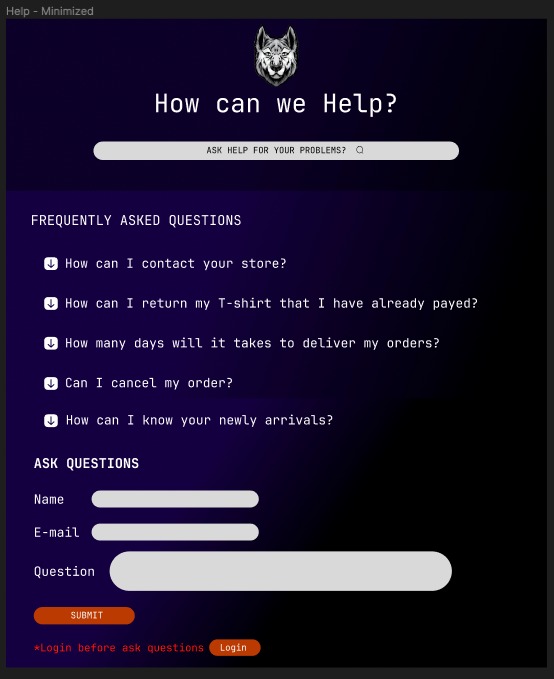 Help - Minimized
How can we Help?
ASK HELP FOR YOUR PROBLEMS?
FREQUENTLY ASKED QUESTIONS
How can I contact your store?
How can I return my T-shirt that I have already payed?
How many days will it takes to deliver my orders?
Can I cancel my order?
How can I know your newly arrivals?
ASK QUESTIONS
Name
E-mail
Question
SUBMIT
*Login before ask questions Login